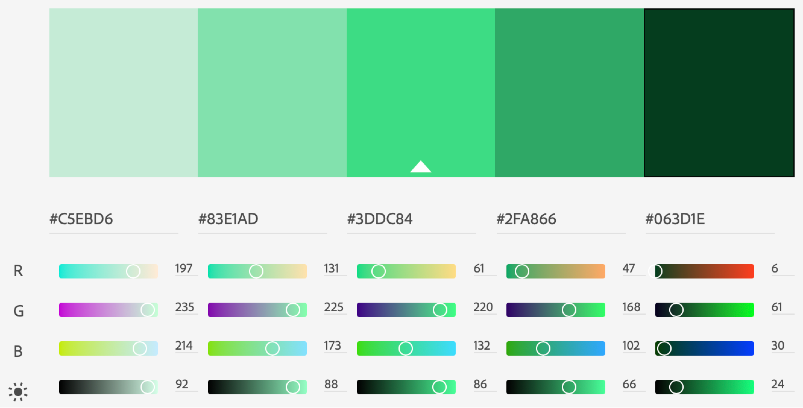 #C5EBD6 #83E1AD #3DDC84 #2FA866 #063D1E
R 197 131 61 47 6
G 235 225 220 168 61
B 214 173 132 102 30
92 88 86 66 24